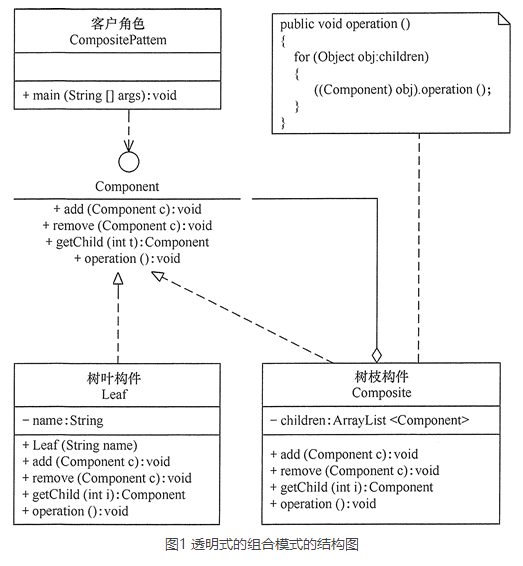 客户角色
CompositePattem
+ main (String [] args):void
public void operation ()
{
for (Object obj:children)
{
((Component) obj).operation ();
}
}
Component
+ add (Component c):void
+ remove (Component c):void
+ getChild (int t):Component
+ operation ():void
树叶构件
Leaf
- name:String
+ Leaf (String name)
+ add (Component c):void
+ remove (Component c):void
+ getChild (int i):Component
+ operation ():void
树枝构件
Composite
- children:ArrayList <Component>
+ add (Component c):void
+ remove (Component c):void
+ getChild (int i):Component
+ operation ():void
图1 透明式的组合模式的结构图